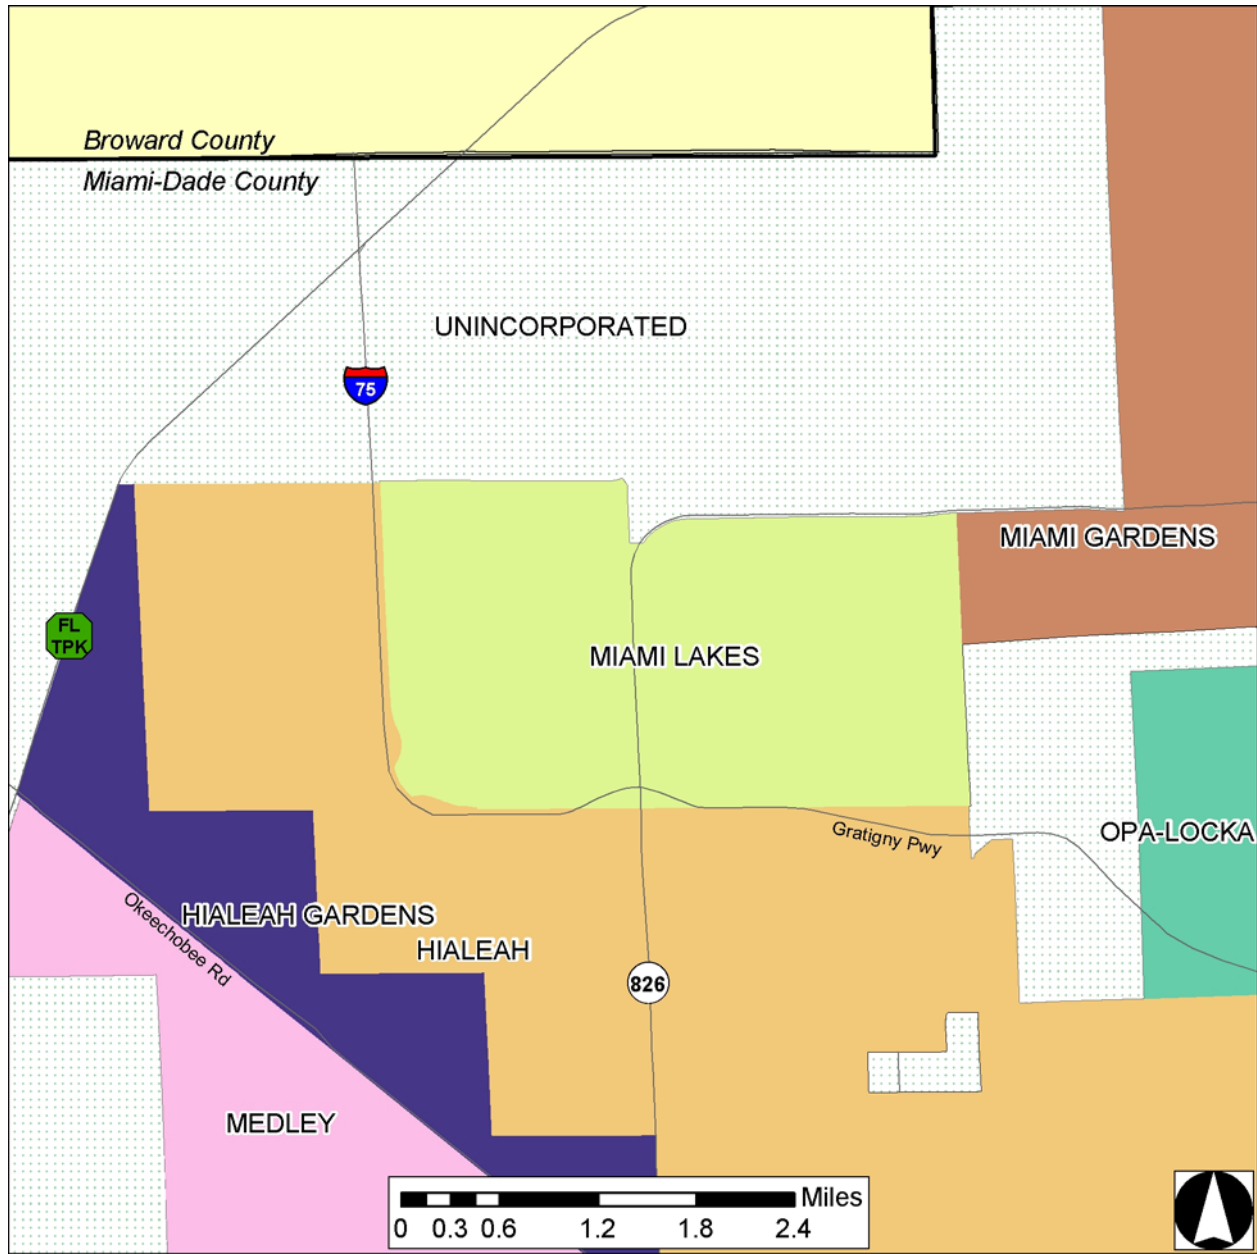 Broward County
Miami-Dade County
UNINCORPORATED
75
MIAMI GARDENS
FL
TPK
MIAMI LAKES
Gratigny Pwy
OPA-LOCKA
Okeechobee Rd
HIALEAH GARDENS
HIALEAH
826
MEDLEY
Miles
0 0.3 0.6 1.2 1.8 2.4